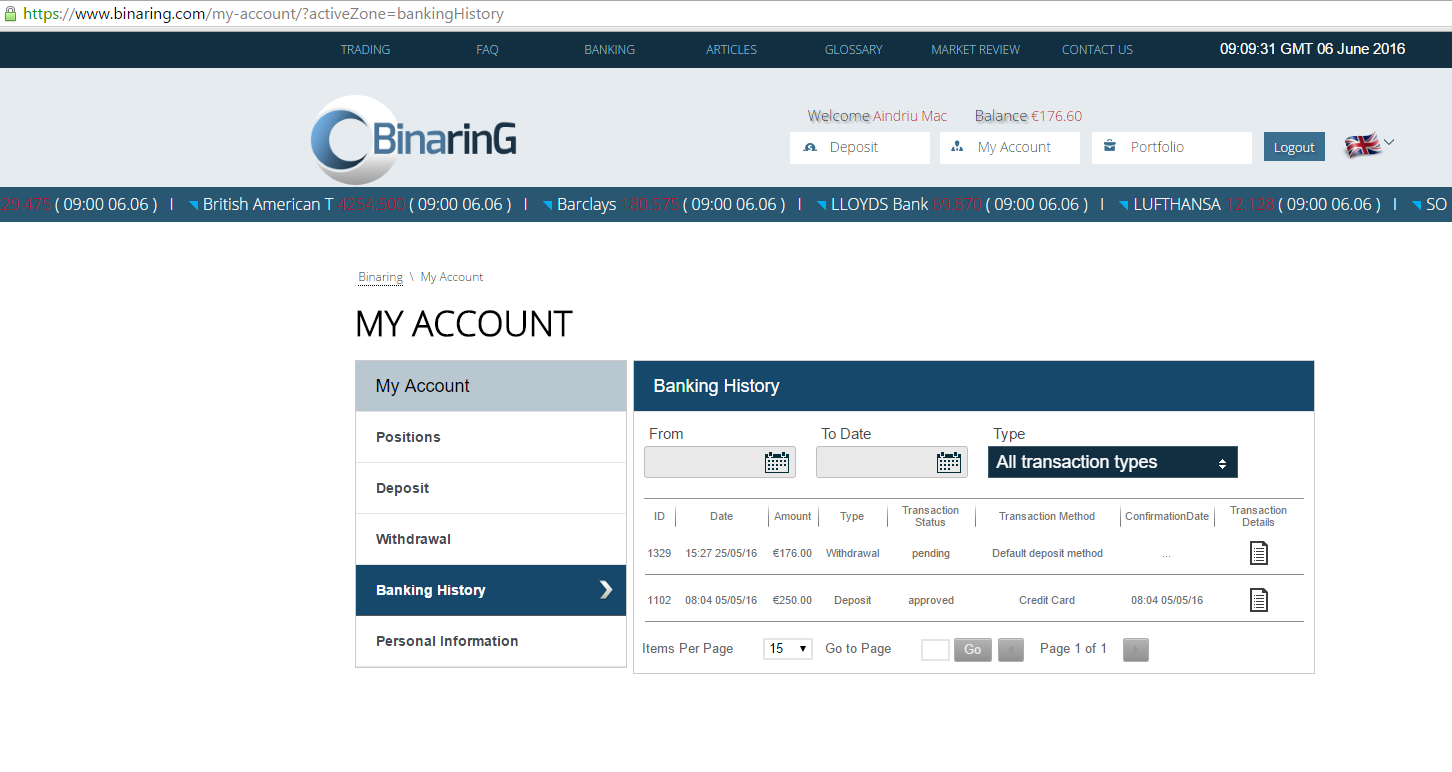 https://www.binaring.com/my-account/?activeZone=bankingHistory
TRADING FAQ BANKING ARTICLES GLOSSARY MARKET REVIEW CONTACT US 09:09:31 GMT 06 June 2016
Welcome Aindriu Mac Balance €176.60
BinarinG
Deposit My Account Portfolio Logout
29.475 ( 09:00 06.06 ) I British American T 4254.500 ( 09:00 06.06 ) I Barclays 180.575 ( 09:00 06.06 ) I LLOYDS Bank 69.870 ( 09:00 06.06 ) I LUFTHANSA 12.128 ( 09:00 06.06 ) I SO
Binaring \ My Account
MY ACCOUNT
My Account
Positions
Deposit
Withdrawal
Banking History
Personal Information
Banking History
From To Date Type
All transaction types
ID Date Amount Type Transaction Status Transaction Method ConfirmationDate Transaction Details
1329 15:27 25/05/16 €176.00 Withdrawal pending Default deposit method ...
1102 08:04 05/05/16 €250.00 Deposit approved Credit Card 08:04 05/05/16
Items Per Page 15 Go to Page Go Page 1 of 1